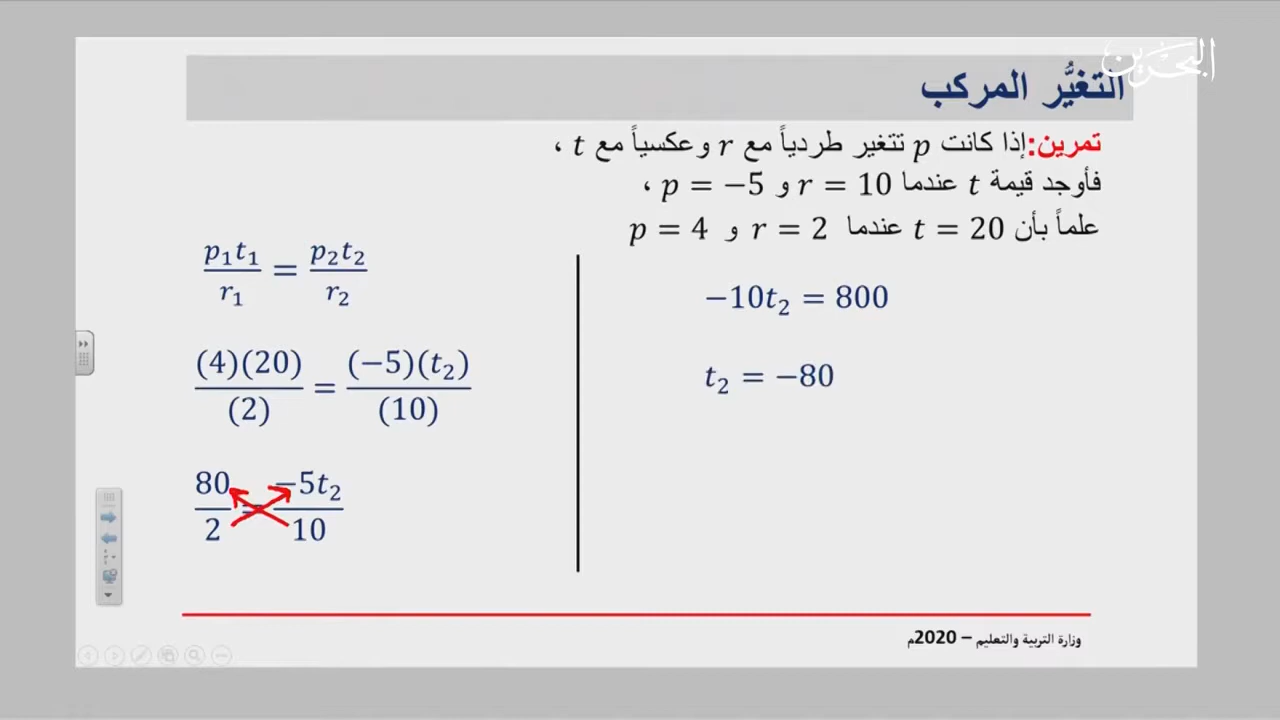 البحرين
التغيُّر المركب
تمرين: إذا كانت p تتغير طردياً مع r وعكسياً مع t ،
فأوجد قيمة t عندما r = 10 و p = −5 ،
علماً بأن t = 20 عندما r = 2 و p = 4
p₁t₁/r₁ = p₂t₂/r₂
(4)(20)/(2) = (−5)(t₂)/(10)
80/2 = −5t₂/10
−10t₂ = 800
t₂ = −80
وزارة التربية والتعليم – 2020م